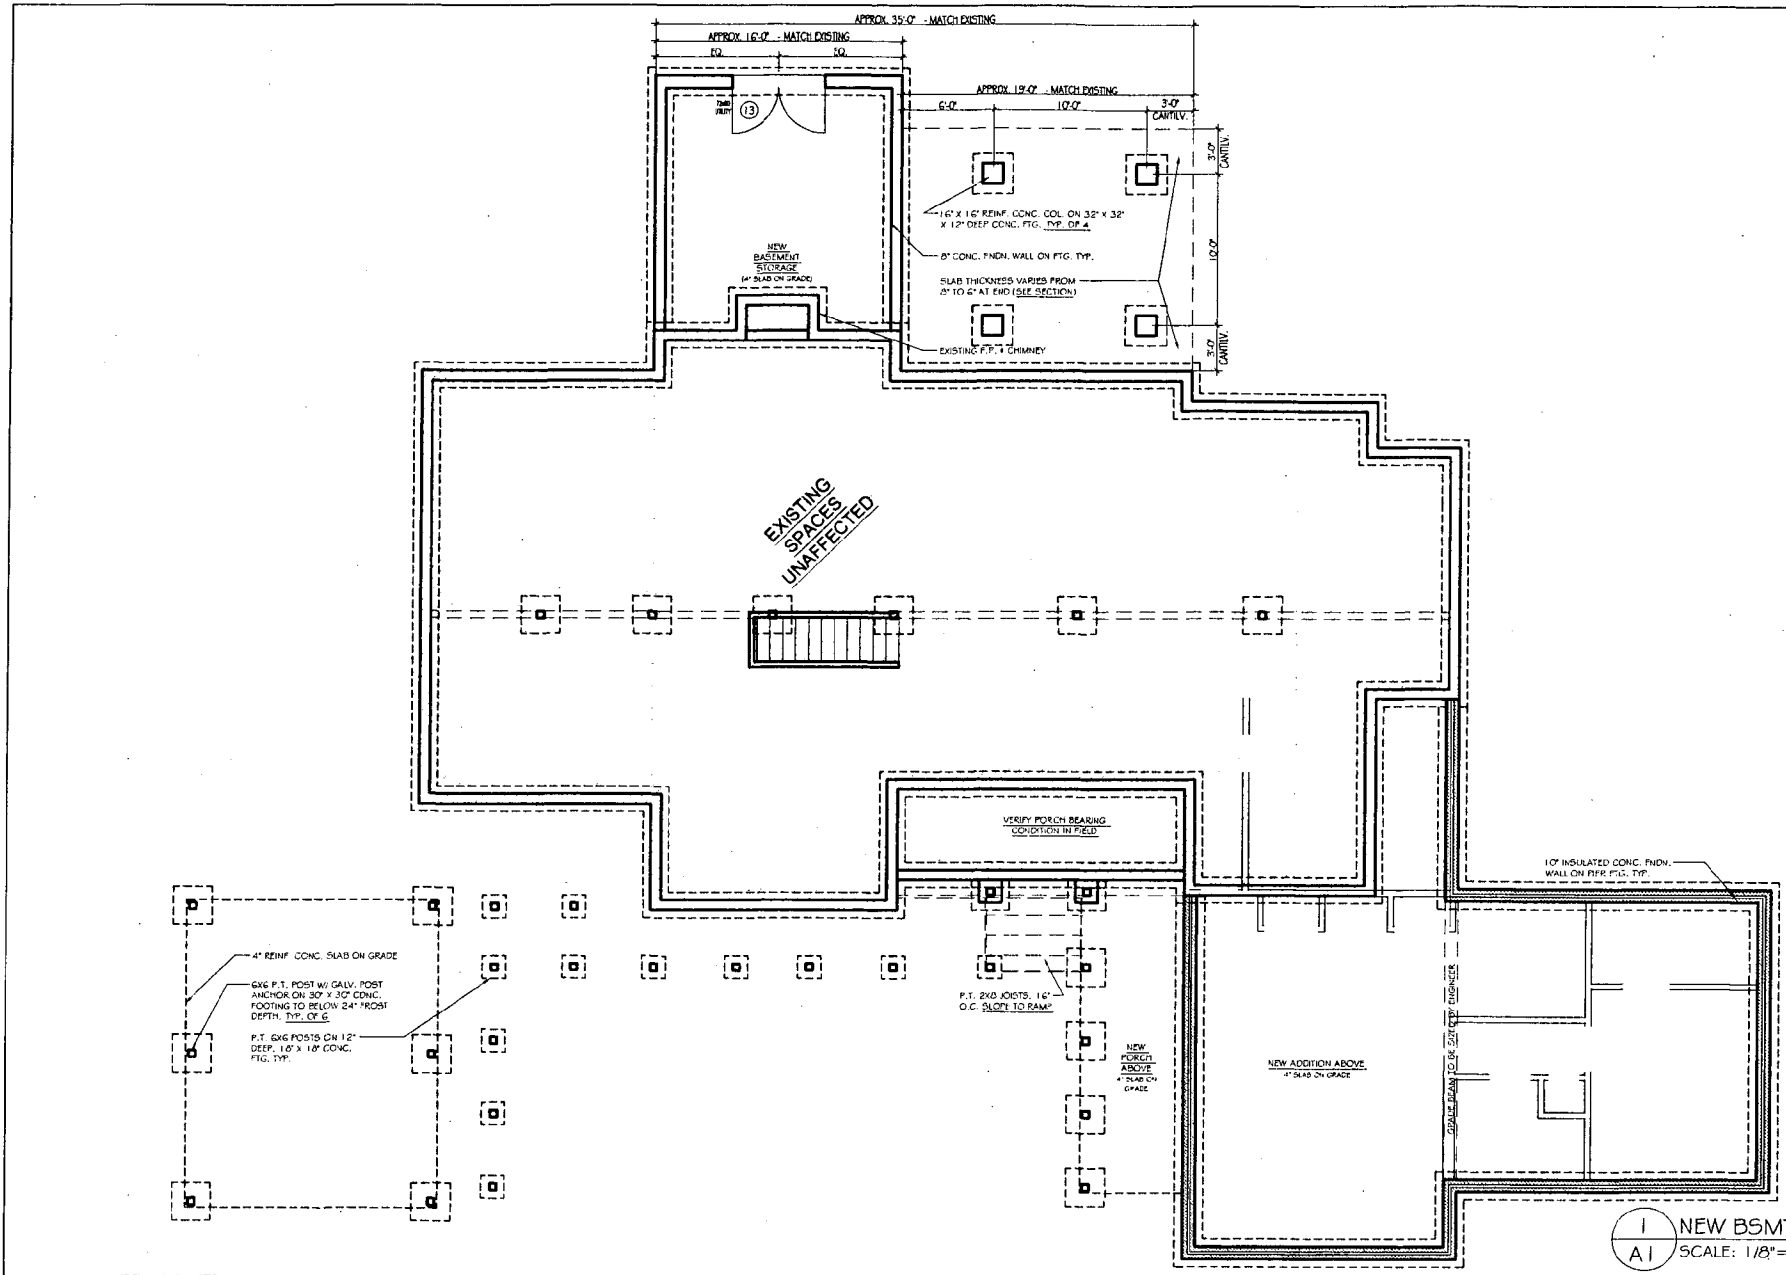 APPROX. 35'-0" - MATCH EXISTING
APPROX. 16'-0" - MATCH EXISTING
EQ.
EQ.
APPROX. 19'-0" - MATCH EXISTING
6'-0"
10'-0"
3'-0"
CANTILV.
3'-0"
CANTILV.
10'-0"
3'-0"
CANTILV.
UTILITY
13
16" X 16" REINF. CONC. COL. ON 32" X 32"
X 12" DEEP CONC. FTG. TYP. OF 4
8" CONC. FNDN. WALL ON FTG. TYP.
SLAB THICKNESS VARIES FROM
8" TO 6" AT END (SEE SECTION)
NEW
BASEMENT
STORAGE
(4" SLAB ON GRADE)
EXISTING F.P. & CHIMNEY
EXISTING
SPACES
UNAFFECTED
VERIFY PORCH BEARING
CONDITION IN FIELD
10" INSULATED CONC. FNDN.
WALL ON PIER FTG. TYP.
4" REINF. CONC. SLAB ON GRADE
6X6 P.T. POST W/ GALV. POST
ANCHOR ON 30" X 30" CONC.
FOOTING TO BELOW 24" FROST
DEPTH, TYP. OF 6
P.T. 6X6 POSTS ON 12"
DEEP, 18" X 18" CONC.
FTG. TYP.
P.T. 2X8 JOISTS, 16"
O.C. SLOPE TO RAMP
NEW
PORCH
ABOVE
4" SLAB ON
GRADE
NEW ADDITION ABOVE
4" SLAB ON GRADE
GRADE BEAM TO BE SIZED BY ENGINEER
1
A1
NEW BSMT
SCALE: 1/8"=